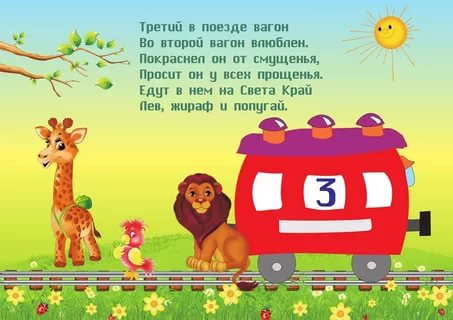 Третий в поезде вагон
Во второй вагон влюблен.
Покраснел он от смущенья,
Просит он у всех прощенья.
Едут в нем на Света Край
Лев, жираф и попугай.
3